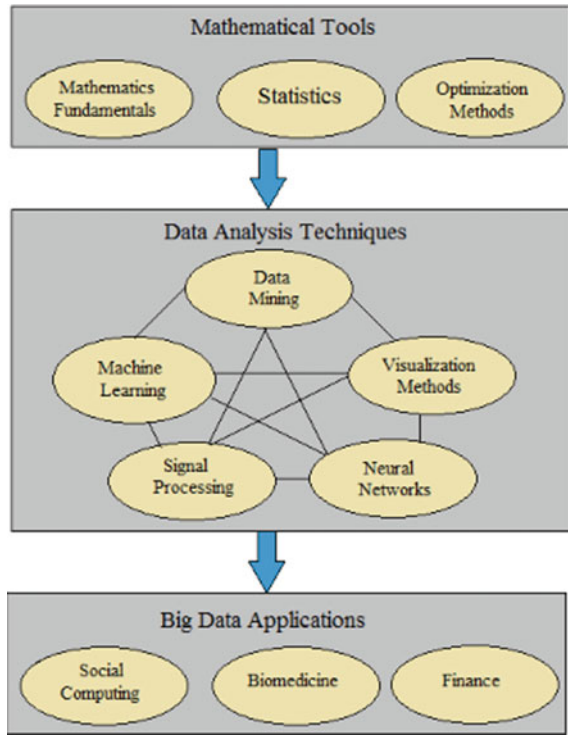 Mathematical Tools
Mathematics
Fundamentals
Statistics
Optimization
Methods
Data Analysis Techniques
Data
Mining
Machine
Learning
Visualization
Methods
Signal
Processing
Neural
Networks
Big Data Applications
Social
Computing
Biomedicine
Finance